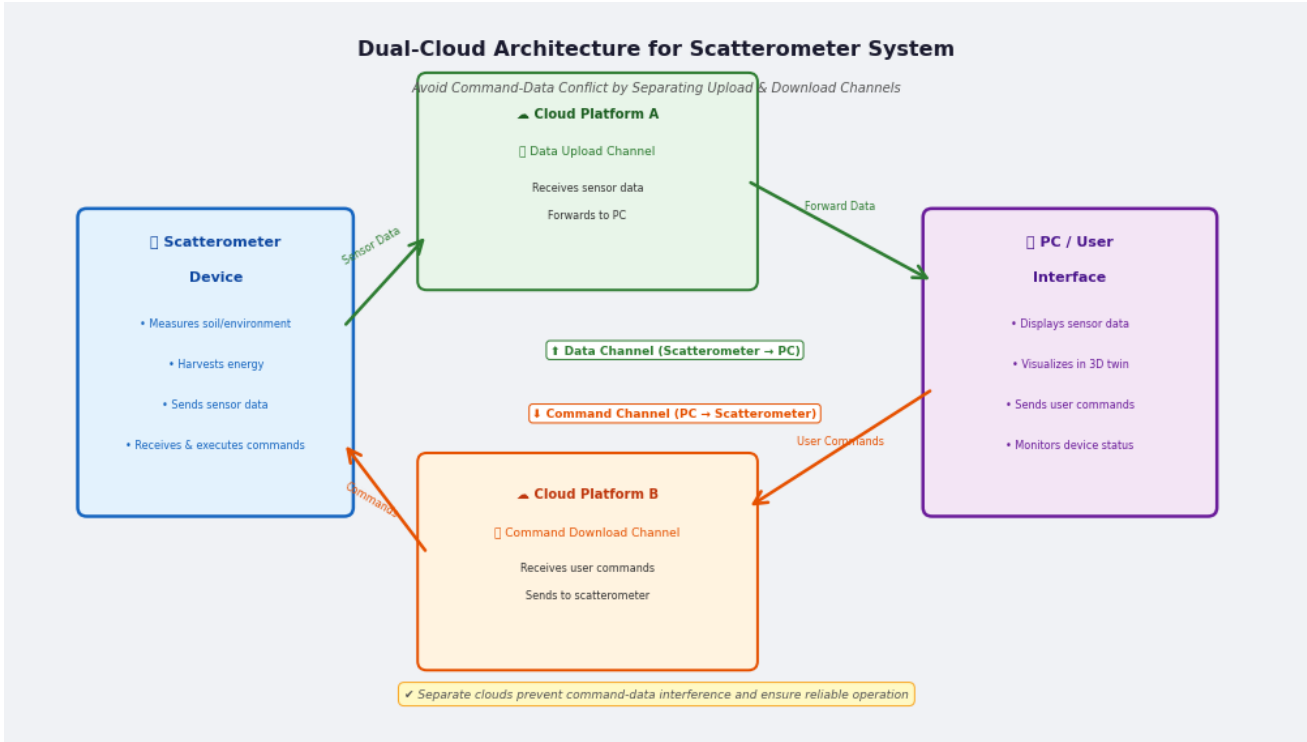 Dual-Cloud Architecture for Scatterometer System
Avoid Command-Data Conflict by Separating Upload & Download Channels
☁ Cloud Platform A
Data Upload Channel
Receives sensor data
Forwards to PC
Sensor Data
Forward Data
Scatterometer
Device
• Measures soil/environment
• Harvests energy
• Sends sensor data
• Receives & executes commands
⬆ Data Channel (Scatterometer → PC)
⬇ Command Channel (PC → Scatterometer)
PC / User
Interface
• Displays sensor data
• Visualizes in 3D twin
• Sends user commands
• Monitors device status
User Commands
Commands
☁ Cloud Platform B
Command Download Channel
Receives user commands
Sends to scatterometer
✔ Separate clouds prevent command-data interference and ensure reliable operation